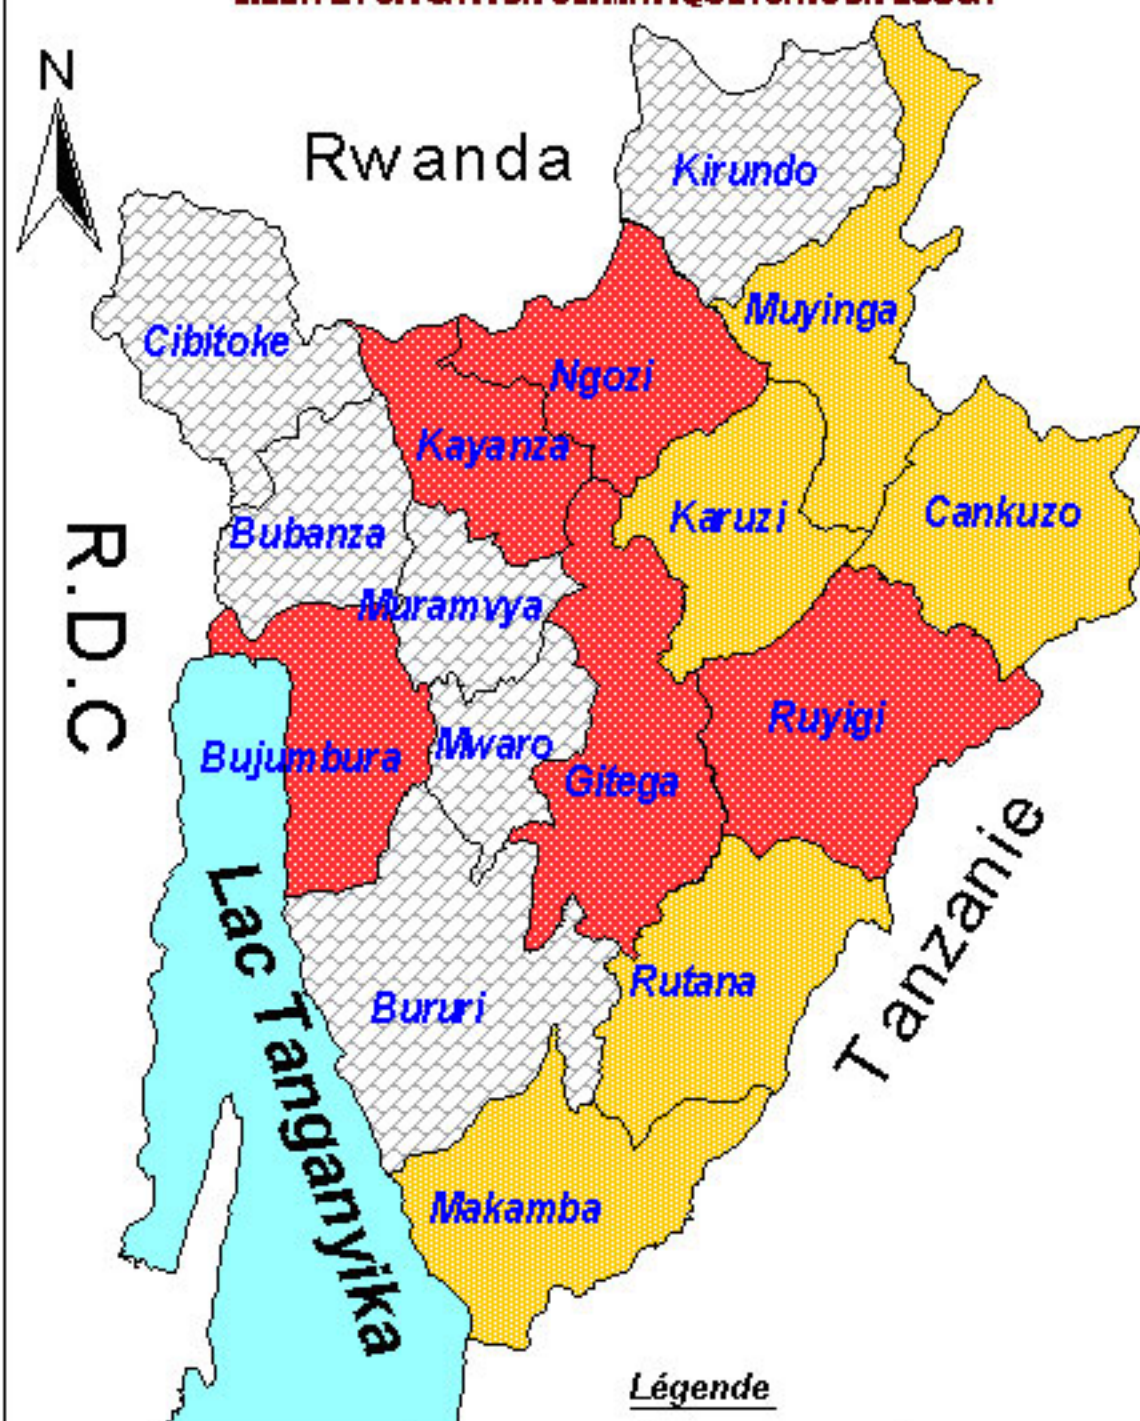 N
Rwanda
Kirundo
Muyinga
Cibitoke
Ngozi
Kayanza
Karuzi
Cankuzo
Bubanza
R.D.C
Muramvya
Ruyigi
Mwaro
Bujumbura
Gitega
Tanzanie
Lac Tanganyika
Rutana
Bururi
Makamba
Légende